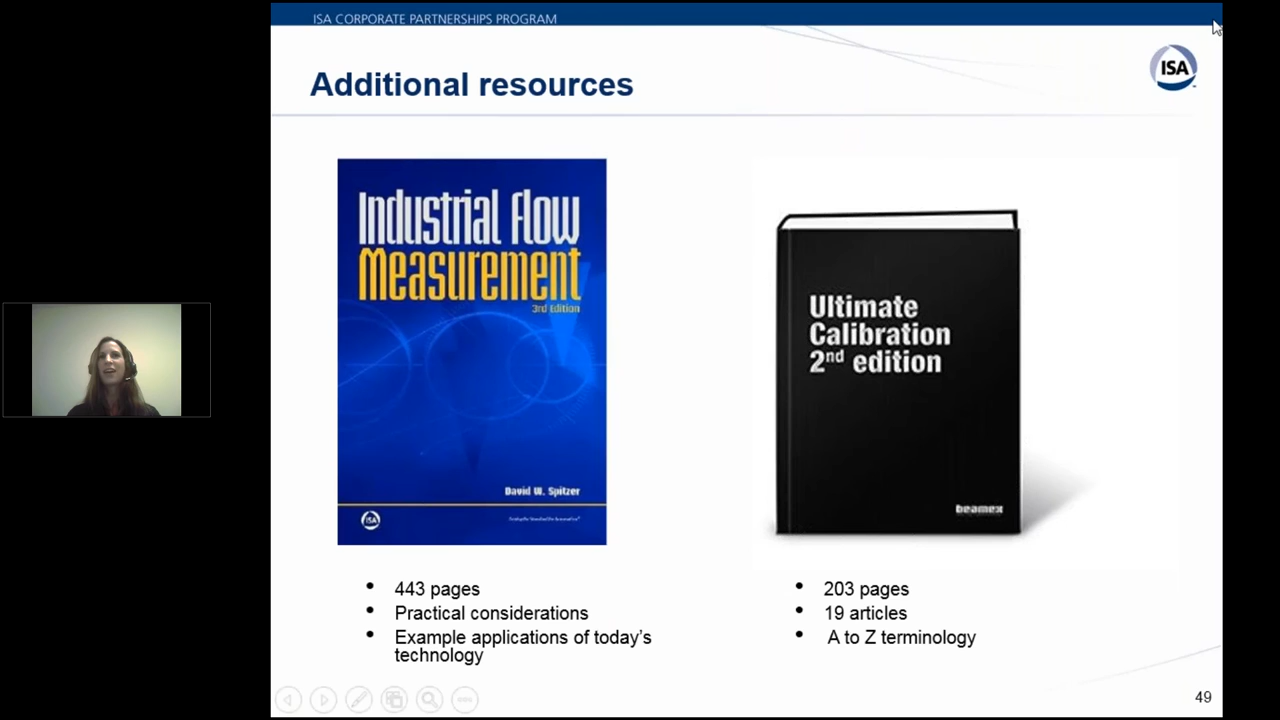 ISA CORPORATE PARTNERSHIPS PROGRAM
ISA
Additional resources
Industrial Flow
Measurement
3rd Edition
David W. Spitzer
ISA
Ultimate
Calibration
2nd edition
beamex
• 443 pages
• Practical considerations
• Example applications of today’s
technology
• 203 pages
• 19 articles
• A to Z terminology
49